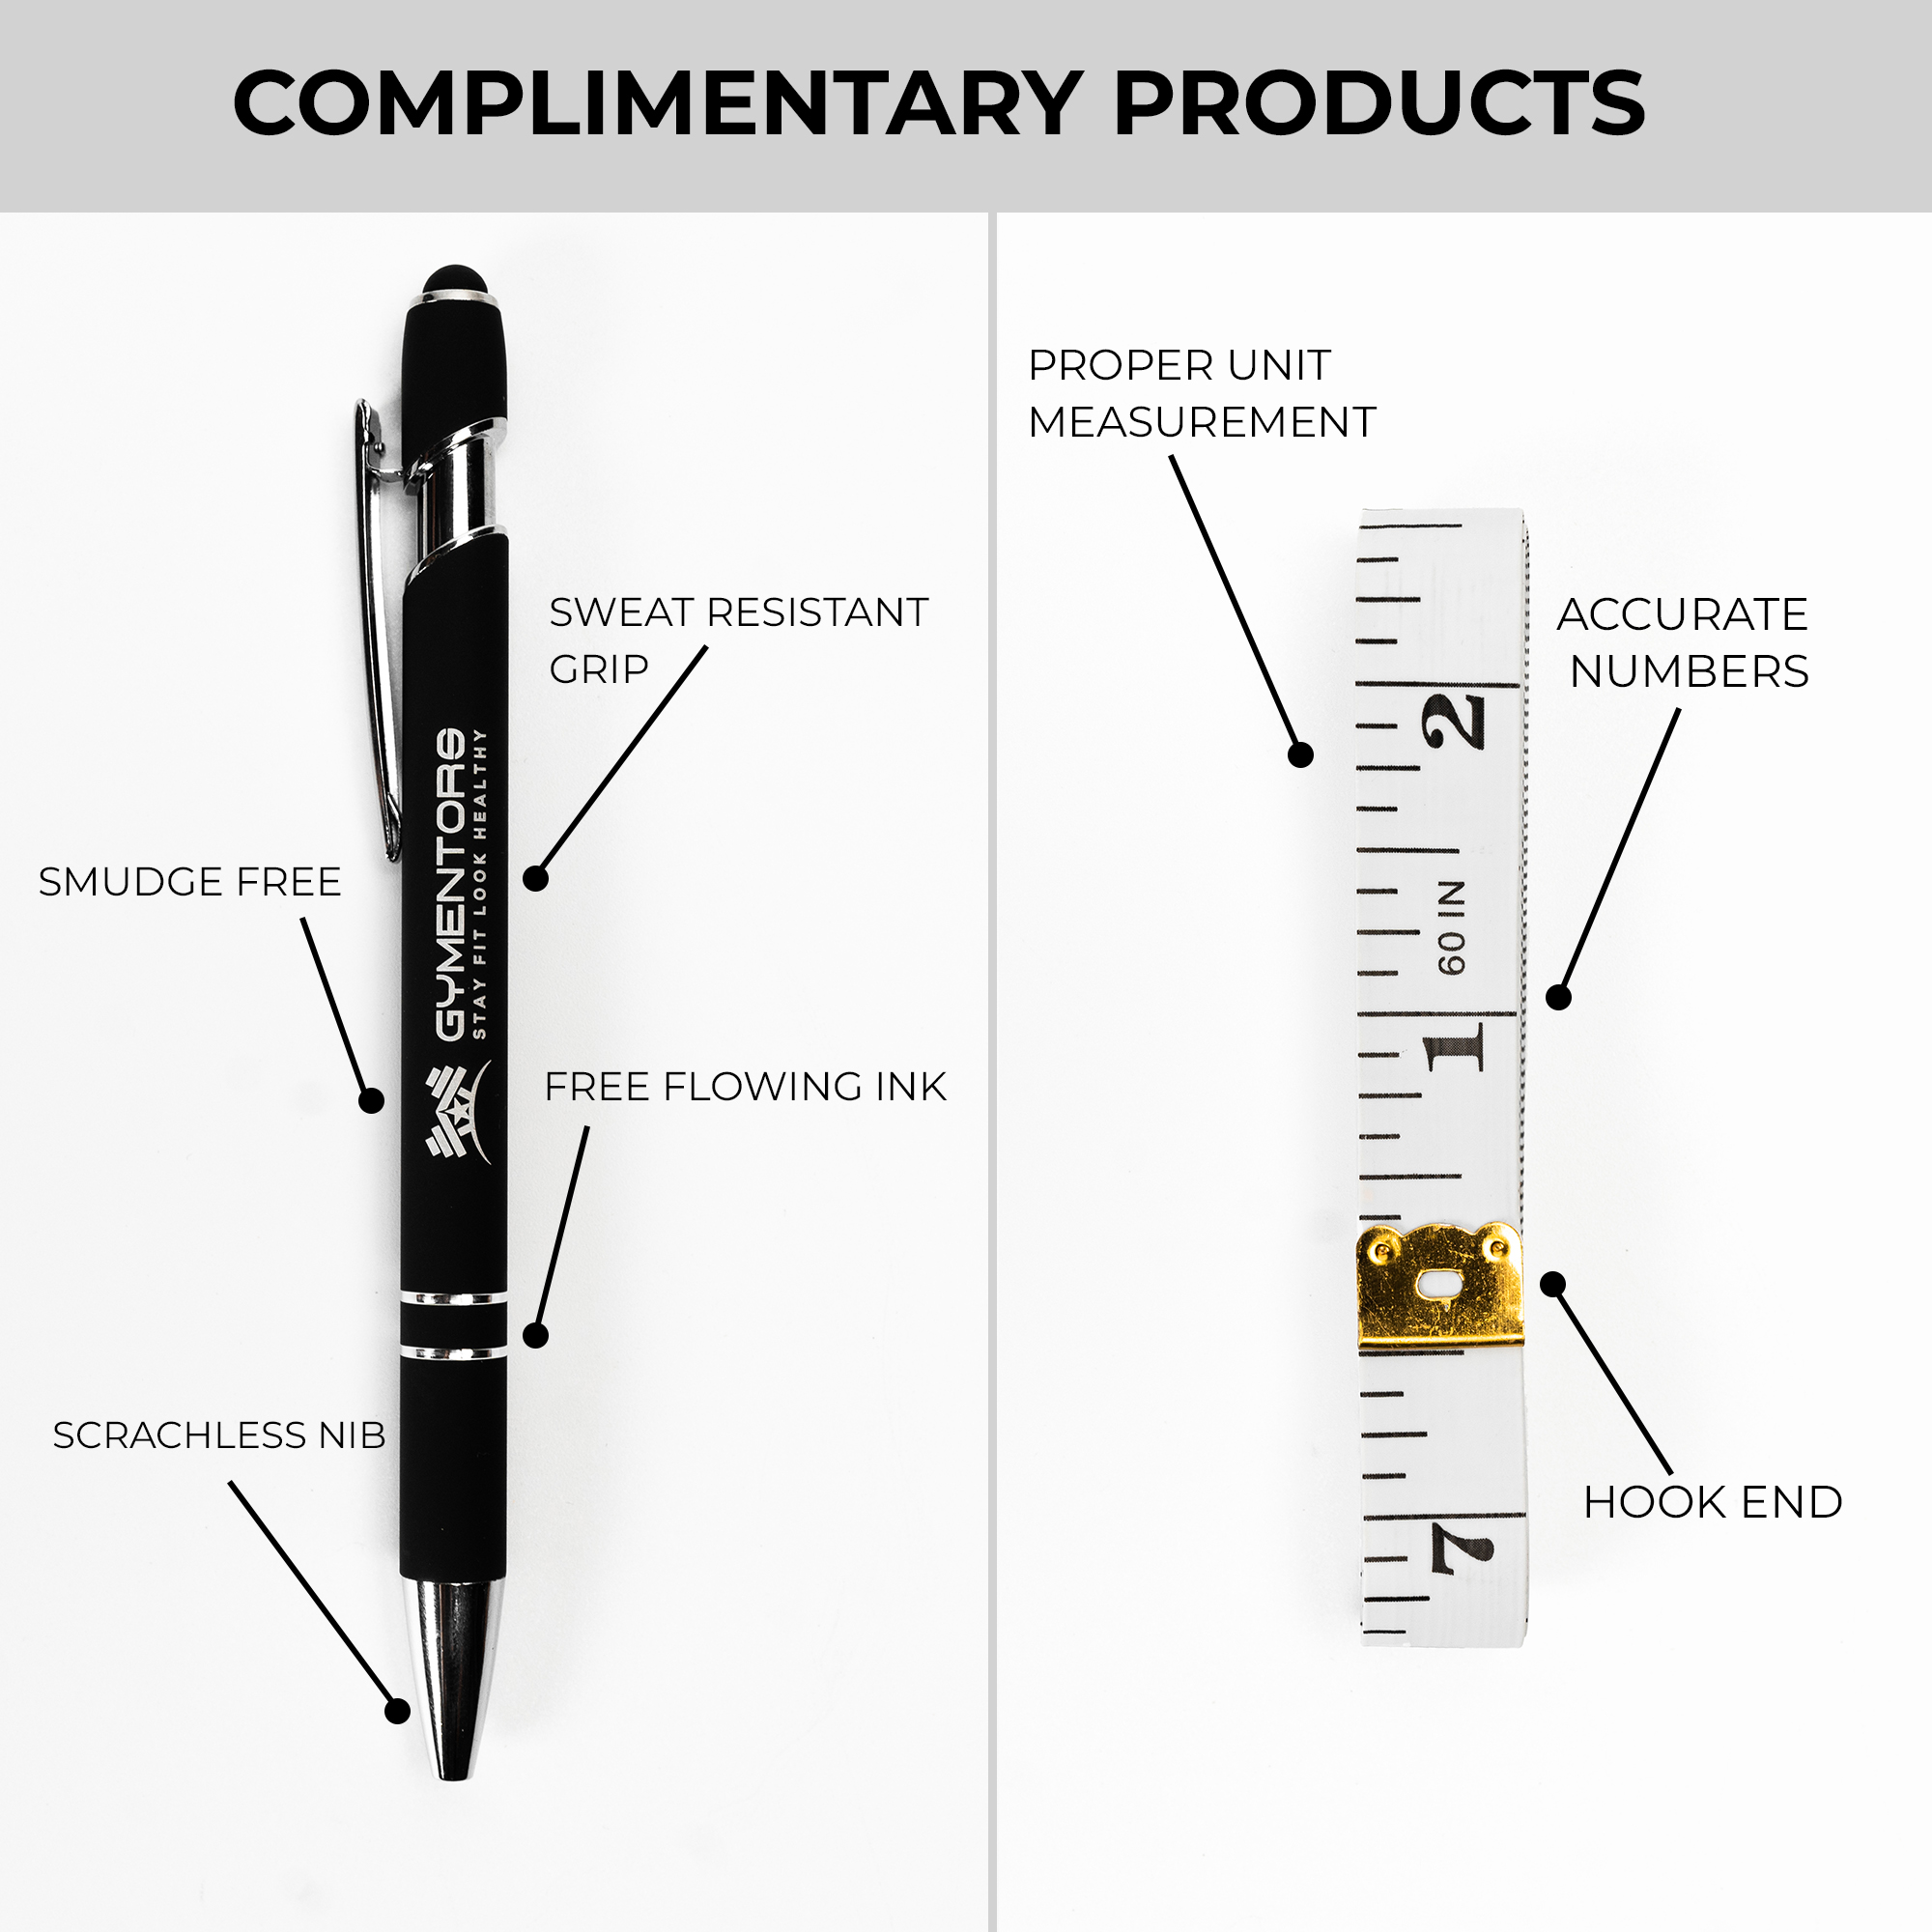 COMPLIMENTARY PRODUCTS
SWEAT RESISTANT
GRIP
SMUDGE FREE
GYMENTORS
STAY FIT LOOK HEALTHY
FREE FLOWING INK
SCRACHLESS NIB
PROPER UNIT
MEASUREMENT
ACCURATE
NUMBERS
2
60 IN
1
HOOK END
7